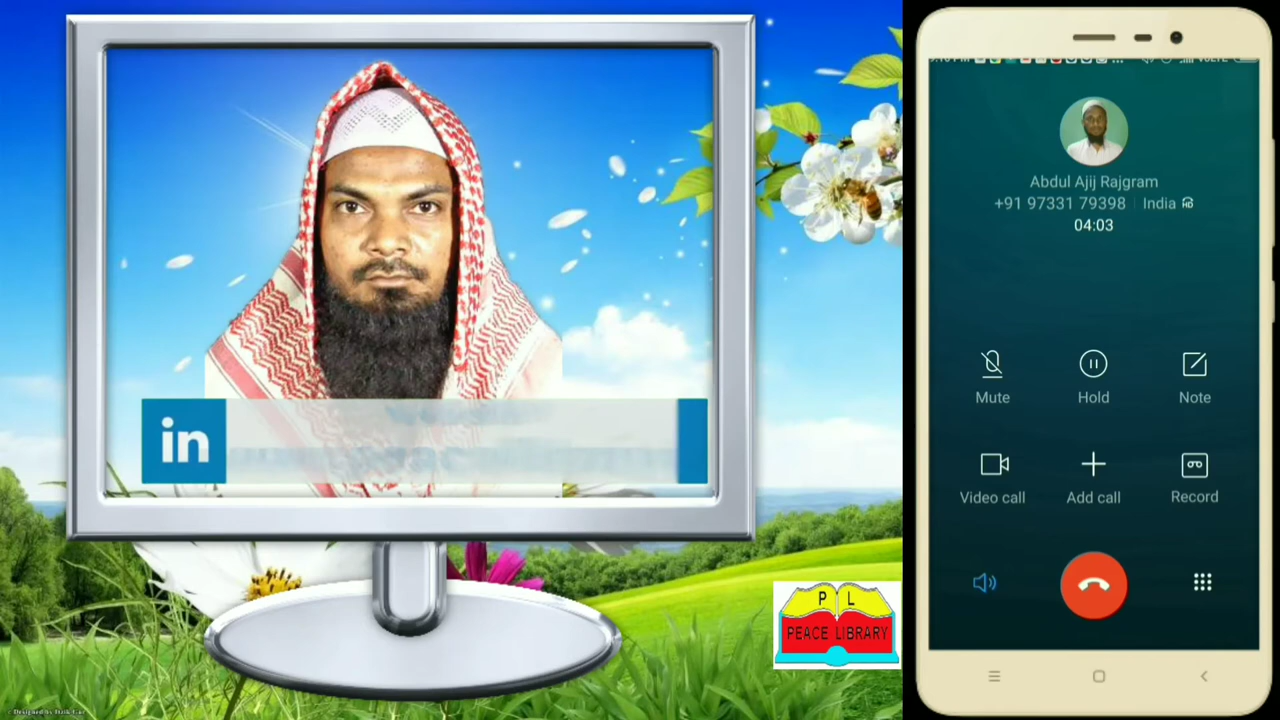 in
P L
PEACE LIBRARY
Abdul Ajij Rajgram
+91 97331 79398 India HD
04:03
Mute Hold Note
Video call Add call Record